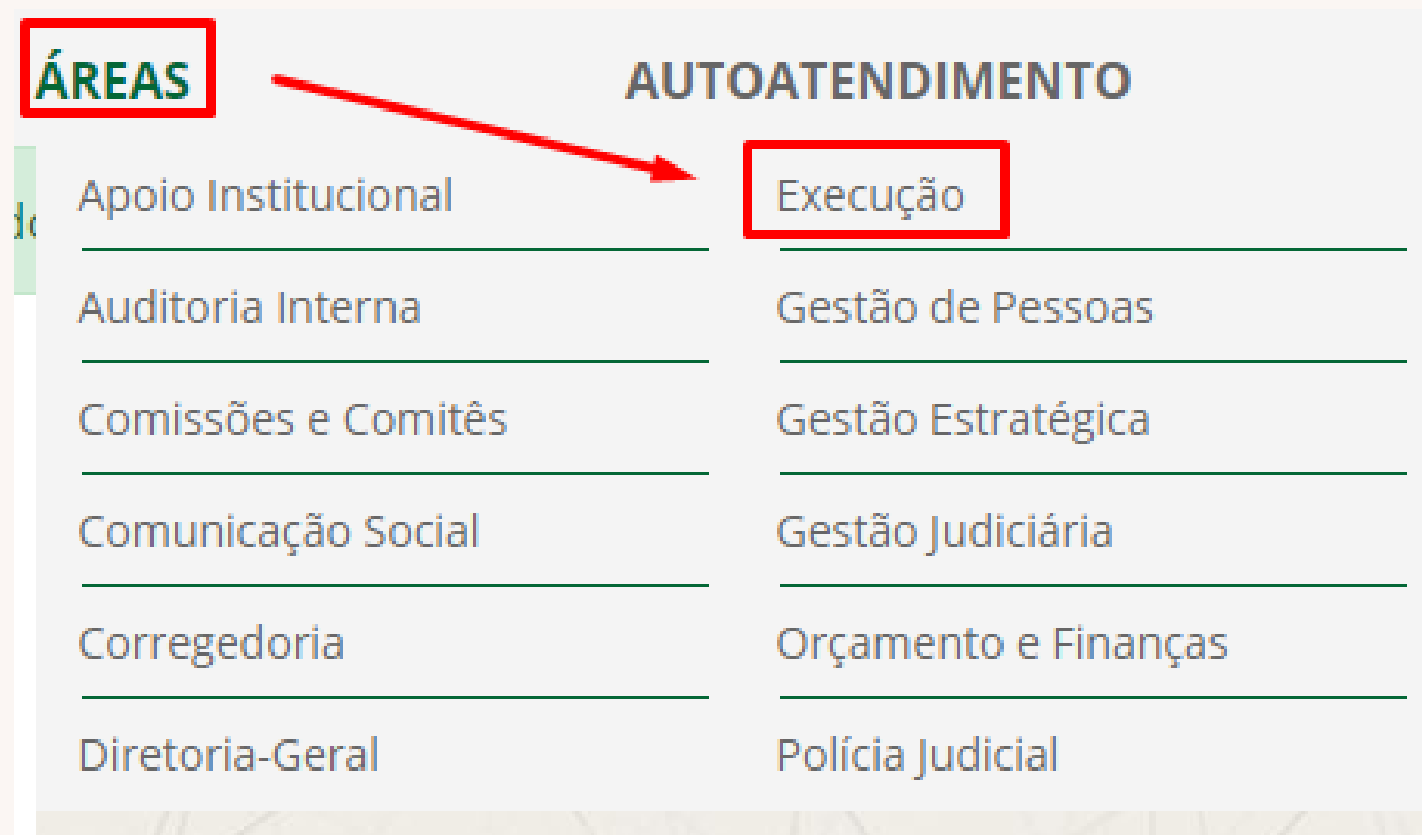 ÁREAS
AUTOATENDIMENTO
Apoio Institucional
Execução
Auditoria Interna
Gestão de Pessoas
Comissões e Comitês
Gestão Estratégica
Comunicação Social
Gestão Judiciária
Corregedoria
Orçamento e Finanças
Diretoria-Geral
Polícia Judicial